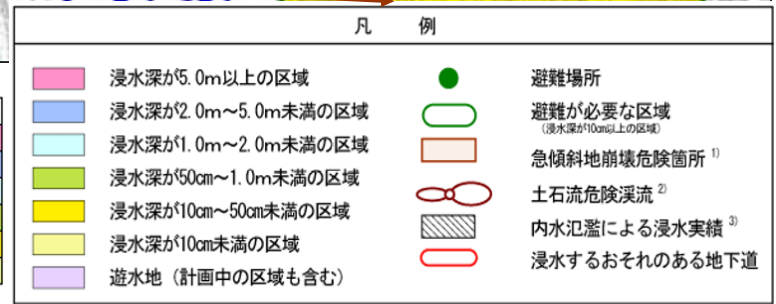 凡 例
浸水深が5.0m以上の区域
浸水深が2.0m～5.0m未満の区域
浸水深が1.0m～2.0m未満の区域
浸水深が50cm～1.0m未満の区域
浸水深が10cm～50cm未満の区域
浸水深が10cm未満の区域
遊水地（計画中の区域も含む）
避難場所
避難が必要な区域
（浸水深が10cm以上の区域）
急傾斜地崩壊危険箇所 1)
土石流危険渓流 2)
内水氾濫による浸水実績 3)
浸水するおそれのある地下道